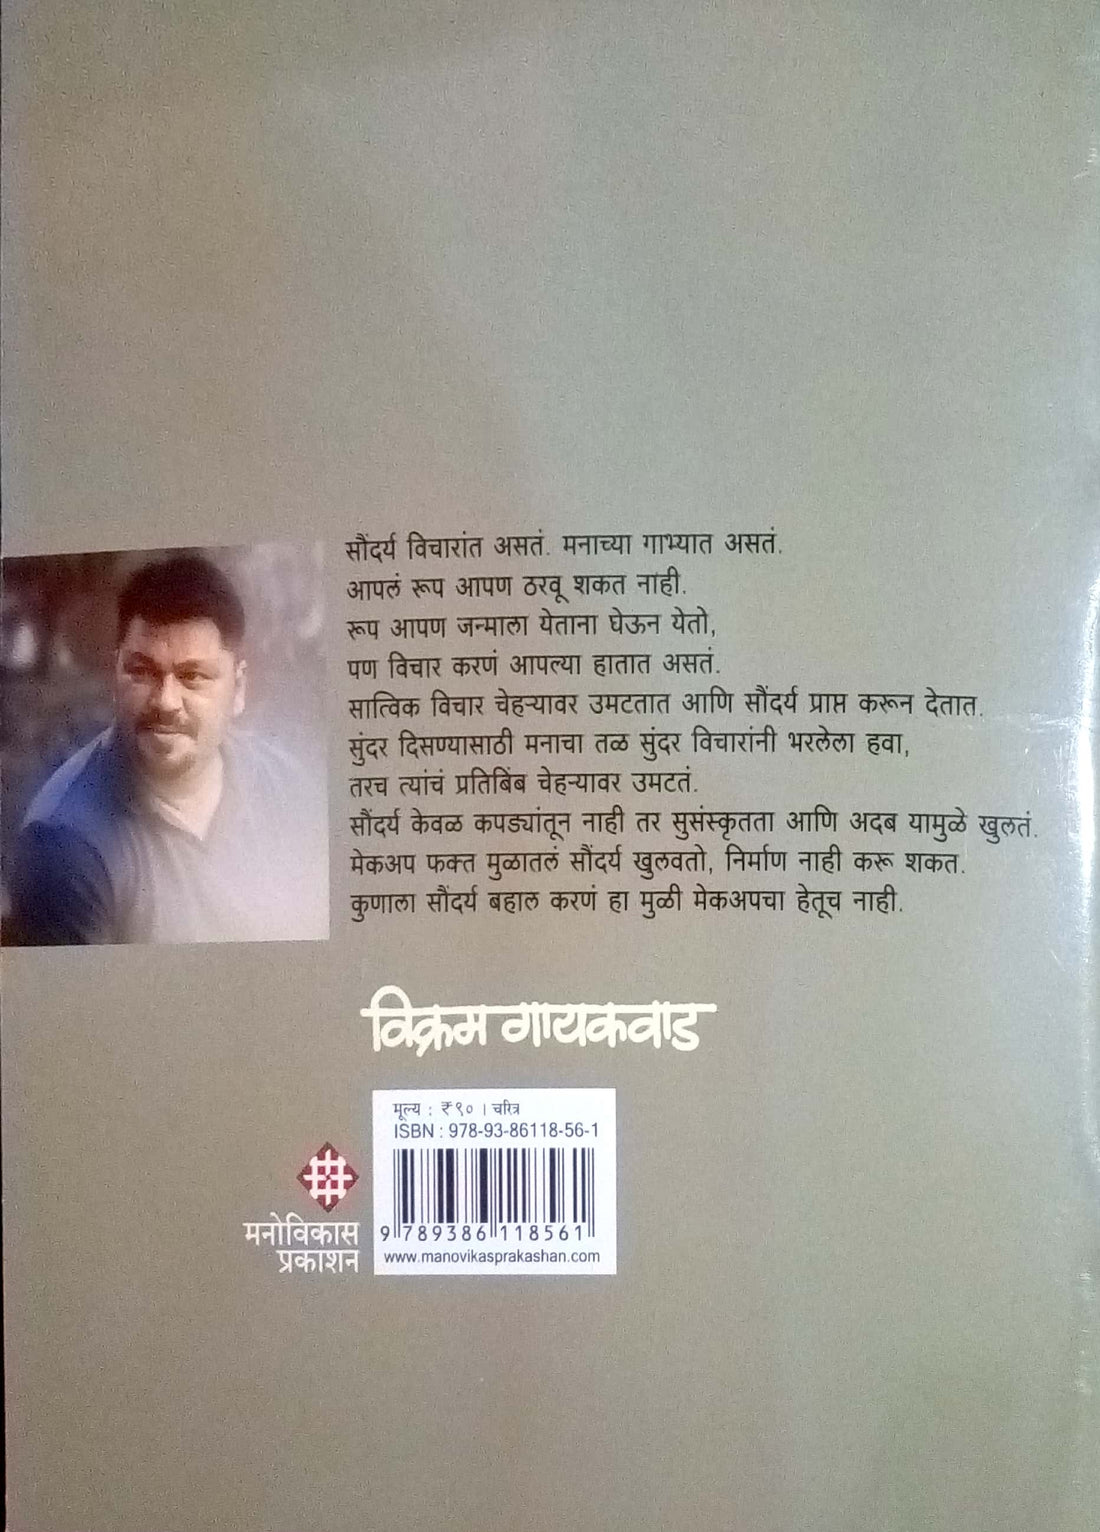 सौंदर्य विचारांत असतं. मनाच्या गाभ्यात असतं.
आपलं रूप आपण ठरवू शकत नाही.
रूप आपण जन्माला येताना घेऊन येतो,
पण विचार करणं आपल्या हातात असतं.
सात्विक विचार चेहऱ्यावर उमटतात आणि सौंदर्य प्राप्त करून देतात.
सुंदर दिसण्यासाठी मनाचा तळ सुंदर विचारांनी भरलेला हवा,
तरच त्यांचं प्रतिबिंब चेहऱ्यावर उमटतं.
सौंदर्य केवळ कपड्यांतून नाही तर सुसंस्कृतता आणि अदब यामुळे खुलतं.
मेकअप फक्त मुळातलं सौंदर्य खुलवतो, निर्माण नाही करू शकत.
कुणाला सौंदर्य बहाल करणं हा मुळी मेकअपचा हेतूच नाही.
विक्रम गायकवाड
मूल्य : ₹ ९० । चरित्र
ISBN : 978-93-86118-56-1
9 789386 118561
www.manovikasprakashan.com
मनोविकास
प्रकाशन